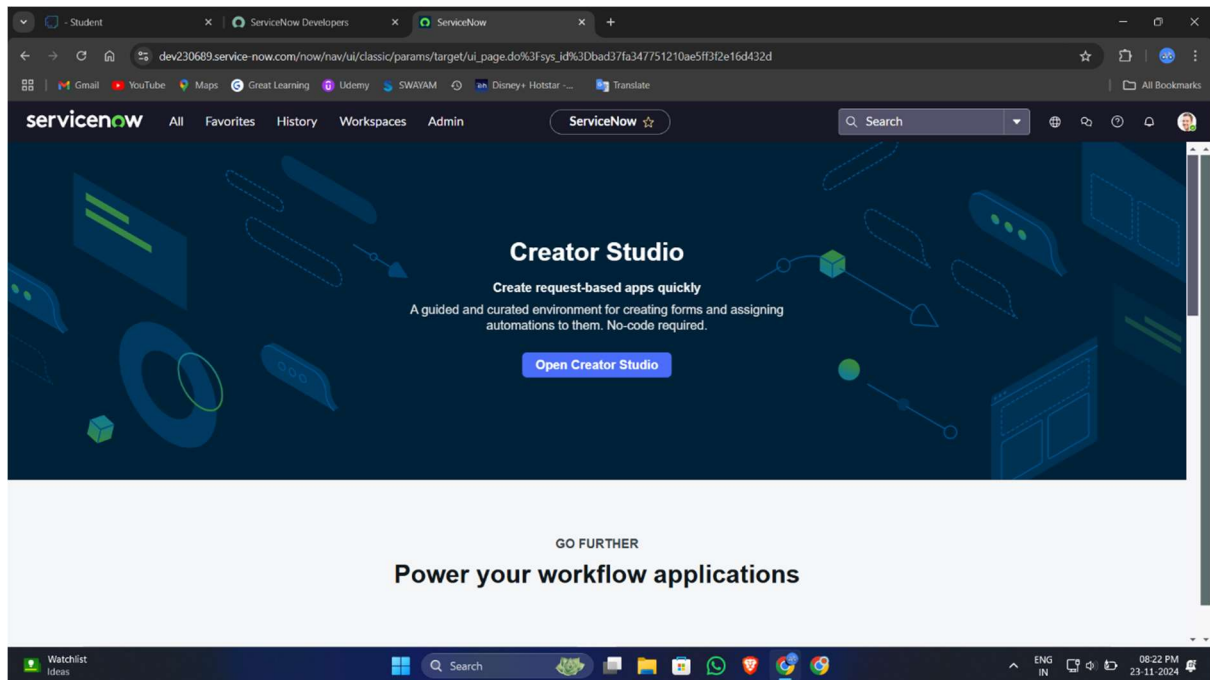 - Student
ServiceNow Developers
ServiceNow
dev230689.service-now.com/now/nav/ui/classic/params/target/ui_page.do%3Fsys_id%3Dbad37fa347751210ae5ff3f2e16d432d
Gmail YouTube Maps Great Learning Udemy SWAYAM Disney+ Hotstar -... Translate All Bookmarks
servicenow All Favorites History Workspaces Admin ServiceNow Search
Creator Studio
Create request-based apps quickly
A guided and curated environment for creating forms and assigning
automations to them. No-code required.
Open Creator Studio
GO FURTHER
Power your workflow applications
Watchlist
Ideas
Search
ENG
IN
08:22 PM
23-11-2024